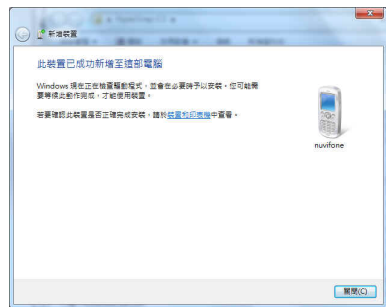 新增裝置
此裝置已成功新增至這部電腦
Windows 現在正在檢查驅動程式，並會在必要時予以安裝。您可能需
要等候此動作完成，才能使用裝置。
若要確認此裝置是否正確完成安裝，請於裝置和印表機中查看。
nuvifone
關閉(C)